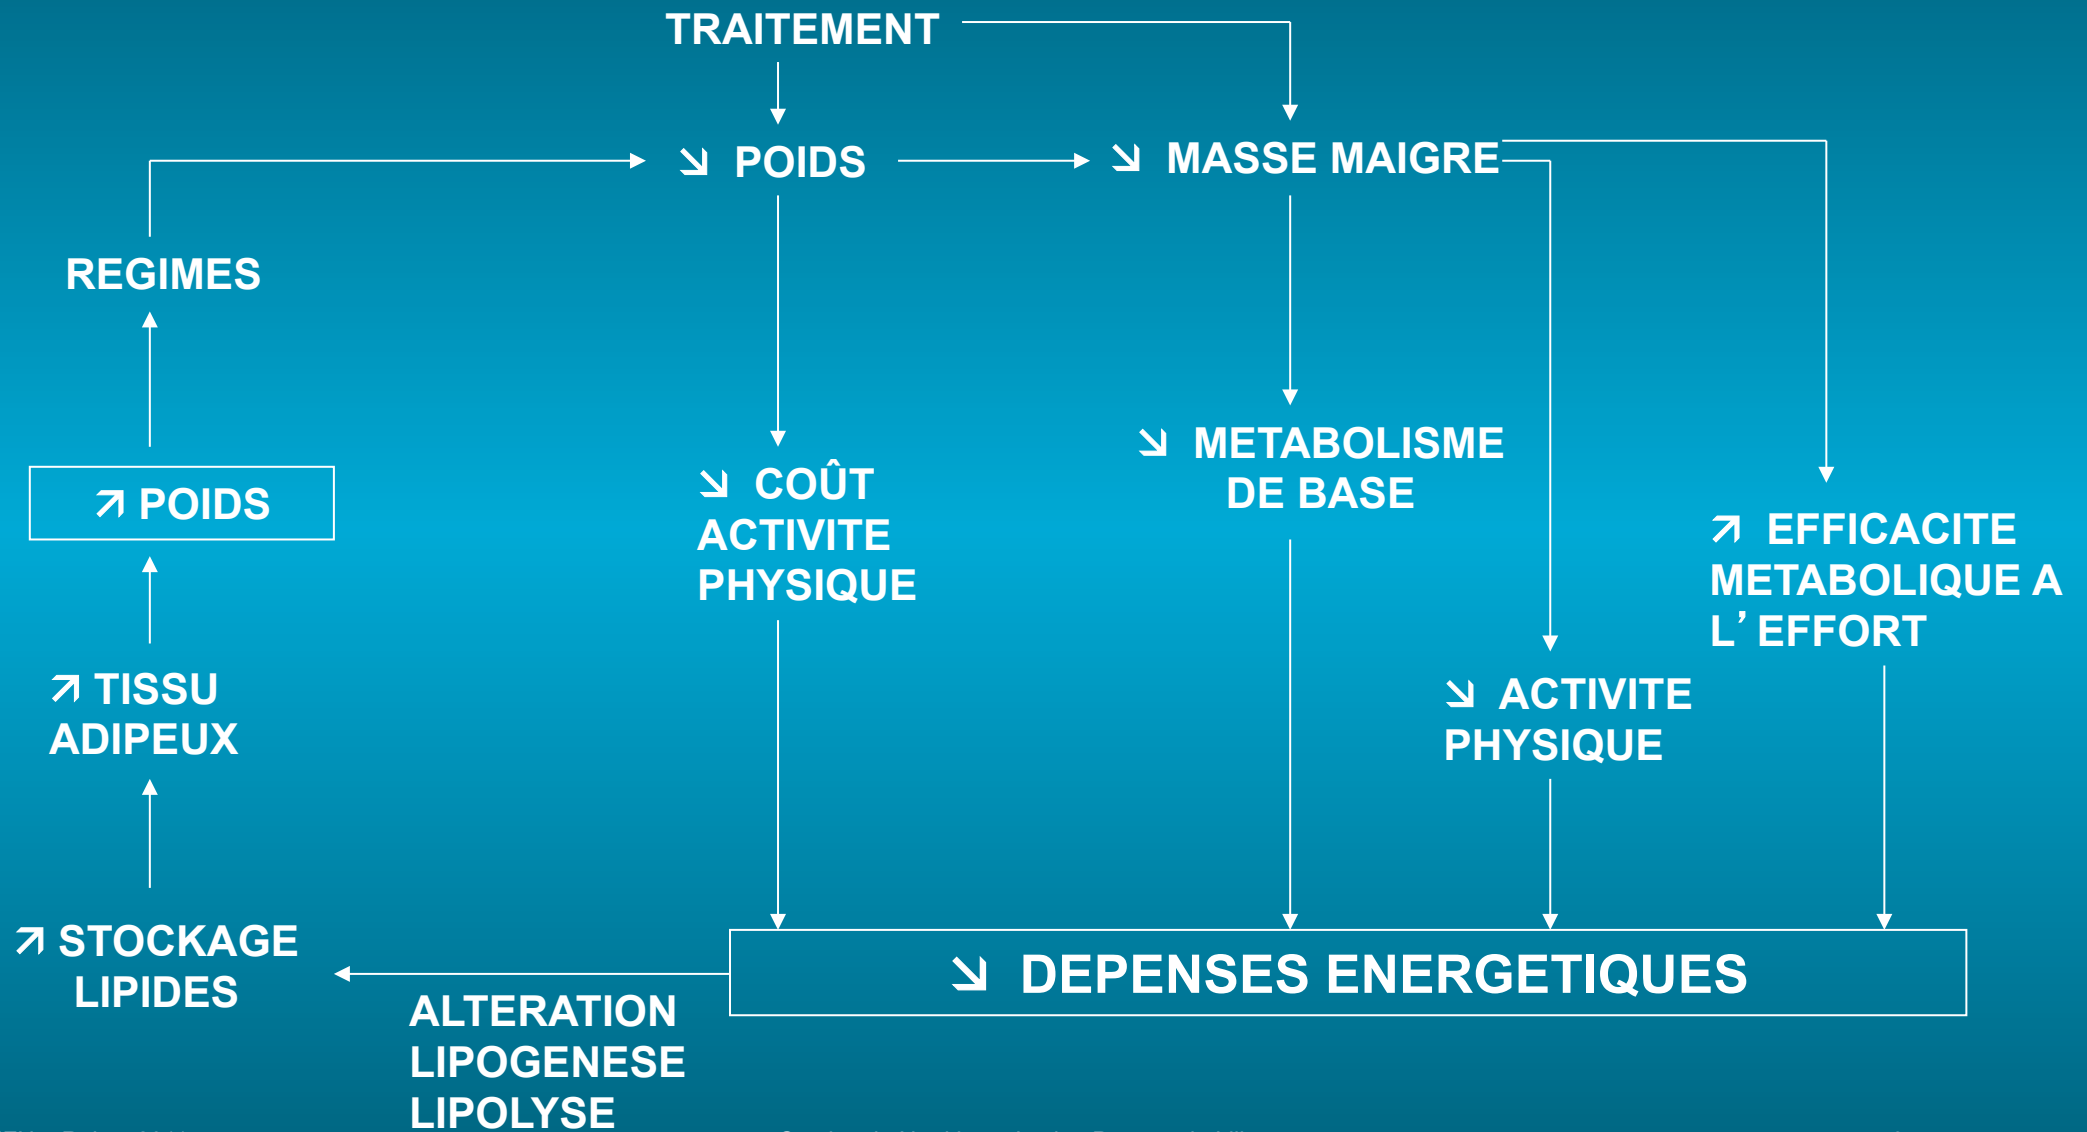 TRAITEMENT
↘ POIDS
↘ MASSE MAIGRE
REGIMES
↘ METABOLISME
DE BASE
↗ POIDS
↘ COÛT
ACTIVITE
PHYSIQUE
↗ EFFICACITE
METABOLIQUE A
L’EFFORT
↗ TISSU
ADIPEUX
↘ ACTIVITE
PHYSIQUE
↗ STOCKAGE
LIPIDES
↘ DEPENSES ENERGETIQUES
ALTERATION
LIPOGENESE
LIPOLYSE